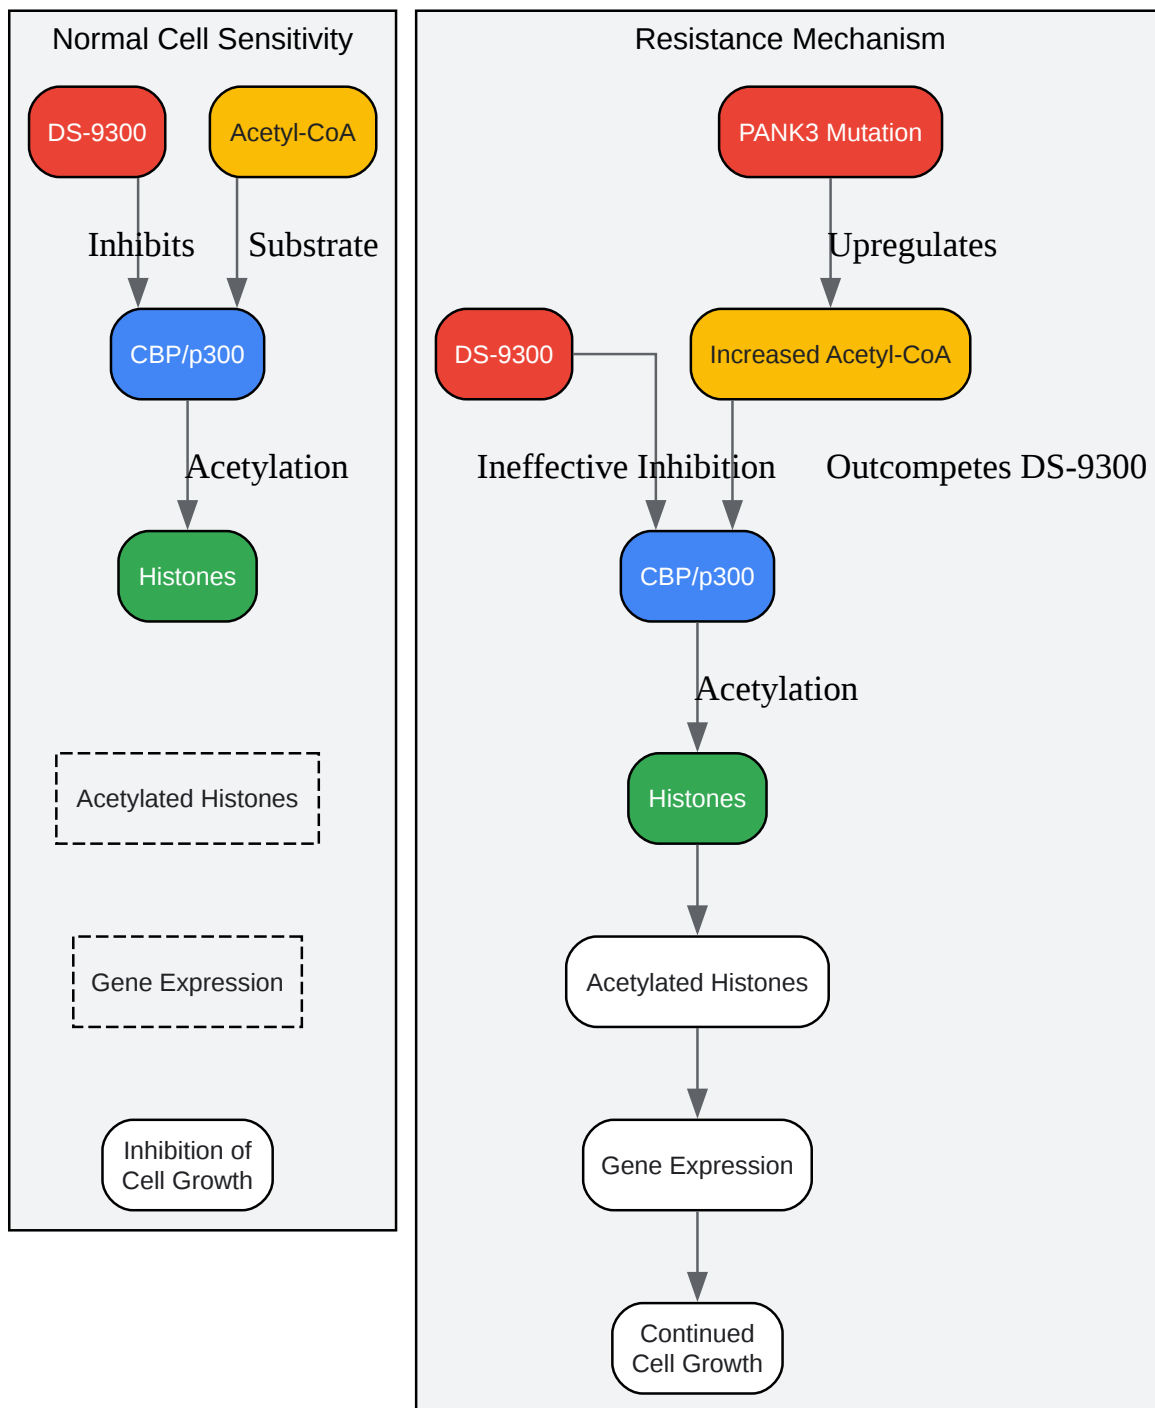 Normal Cell Sensitivity
DS-9300
Acetyl-CoA
Inhibits
Substrate
CBP/p300
Acetylation
Histones
Acetylated Histones
Gene Expression
Inhibition of
Cell Growth
Resistance Mechanism
PANK3 Mutation
Upregulates
DS-9300
Increased Acetyl-CoA
Ineffective Inhibition
Outcompetes DS-9300
CBP/p300
Acetylation
Histones
Acetylated Histones
Gene Expression
Continued
Cell Growth